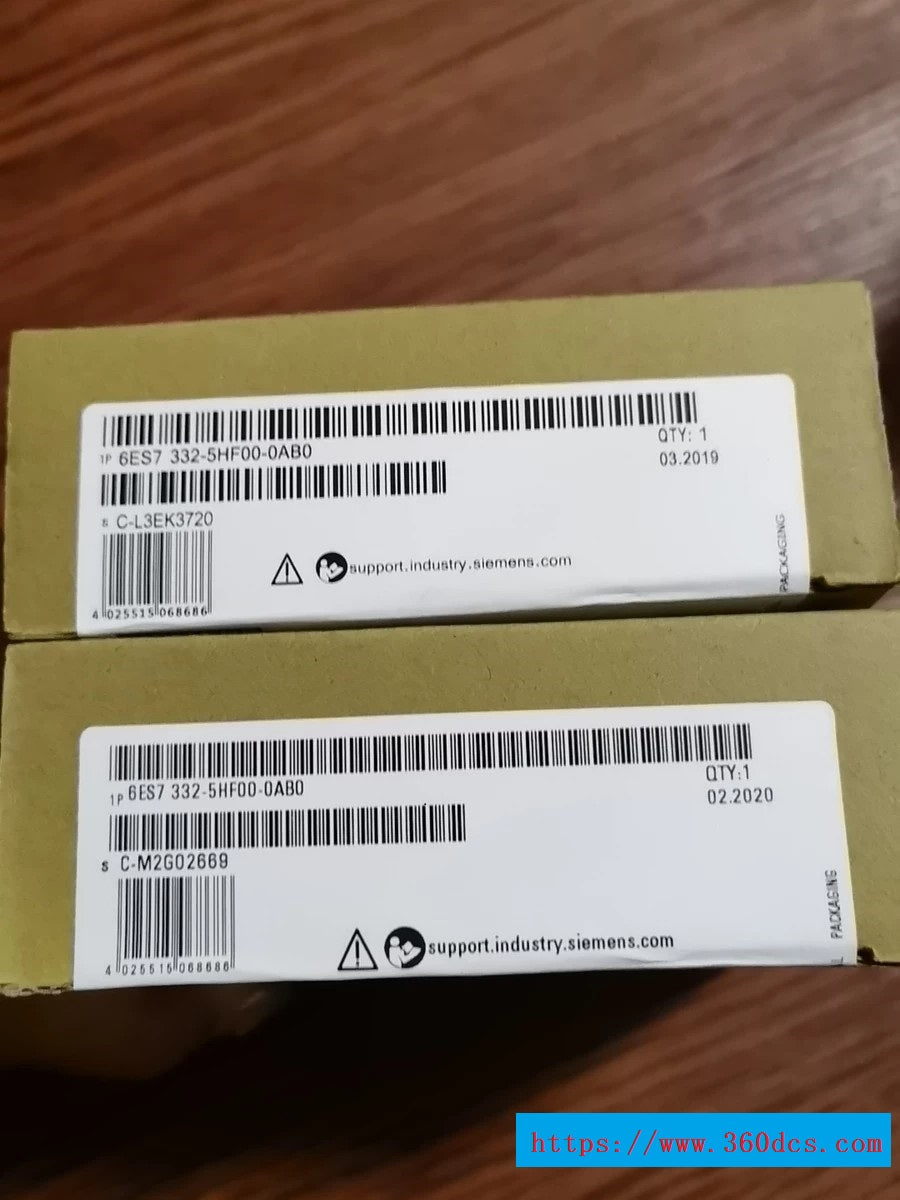 1P 6ES7 332-5HF00-0AB0
QTY: 1
03.2019
S C-L3EK3720
4 025515 068686
support.industry.siemens.com
PACKAGING
1P 6ES7 332-5HF00-0AB0
QTY:1
02.2020
S C-M2G02669
4 025515 068686
support.industry.siemens.com
PACKAGING
https://www.360dcs.com